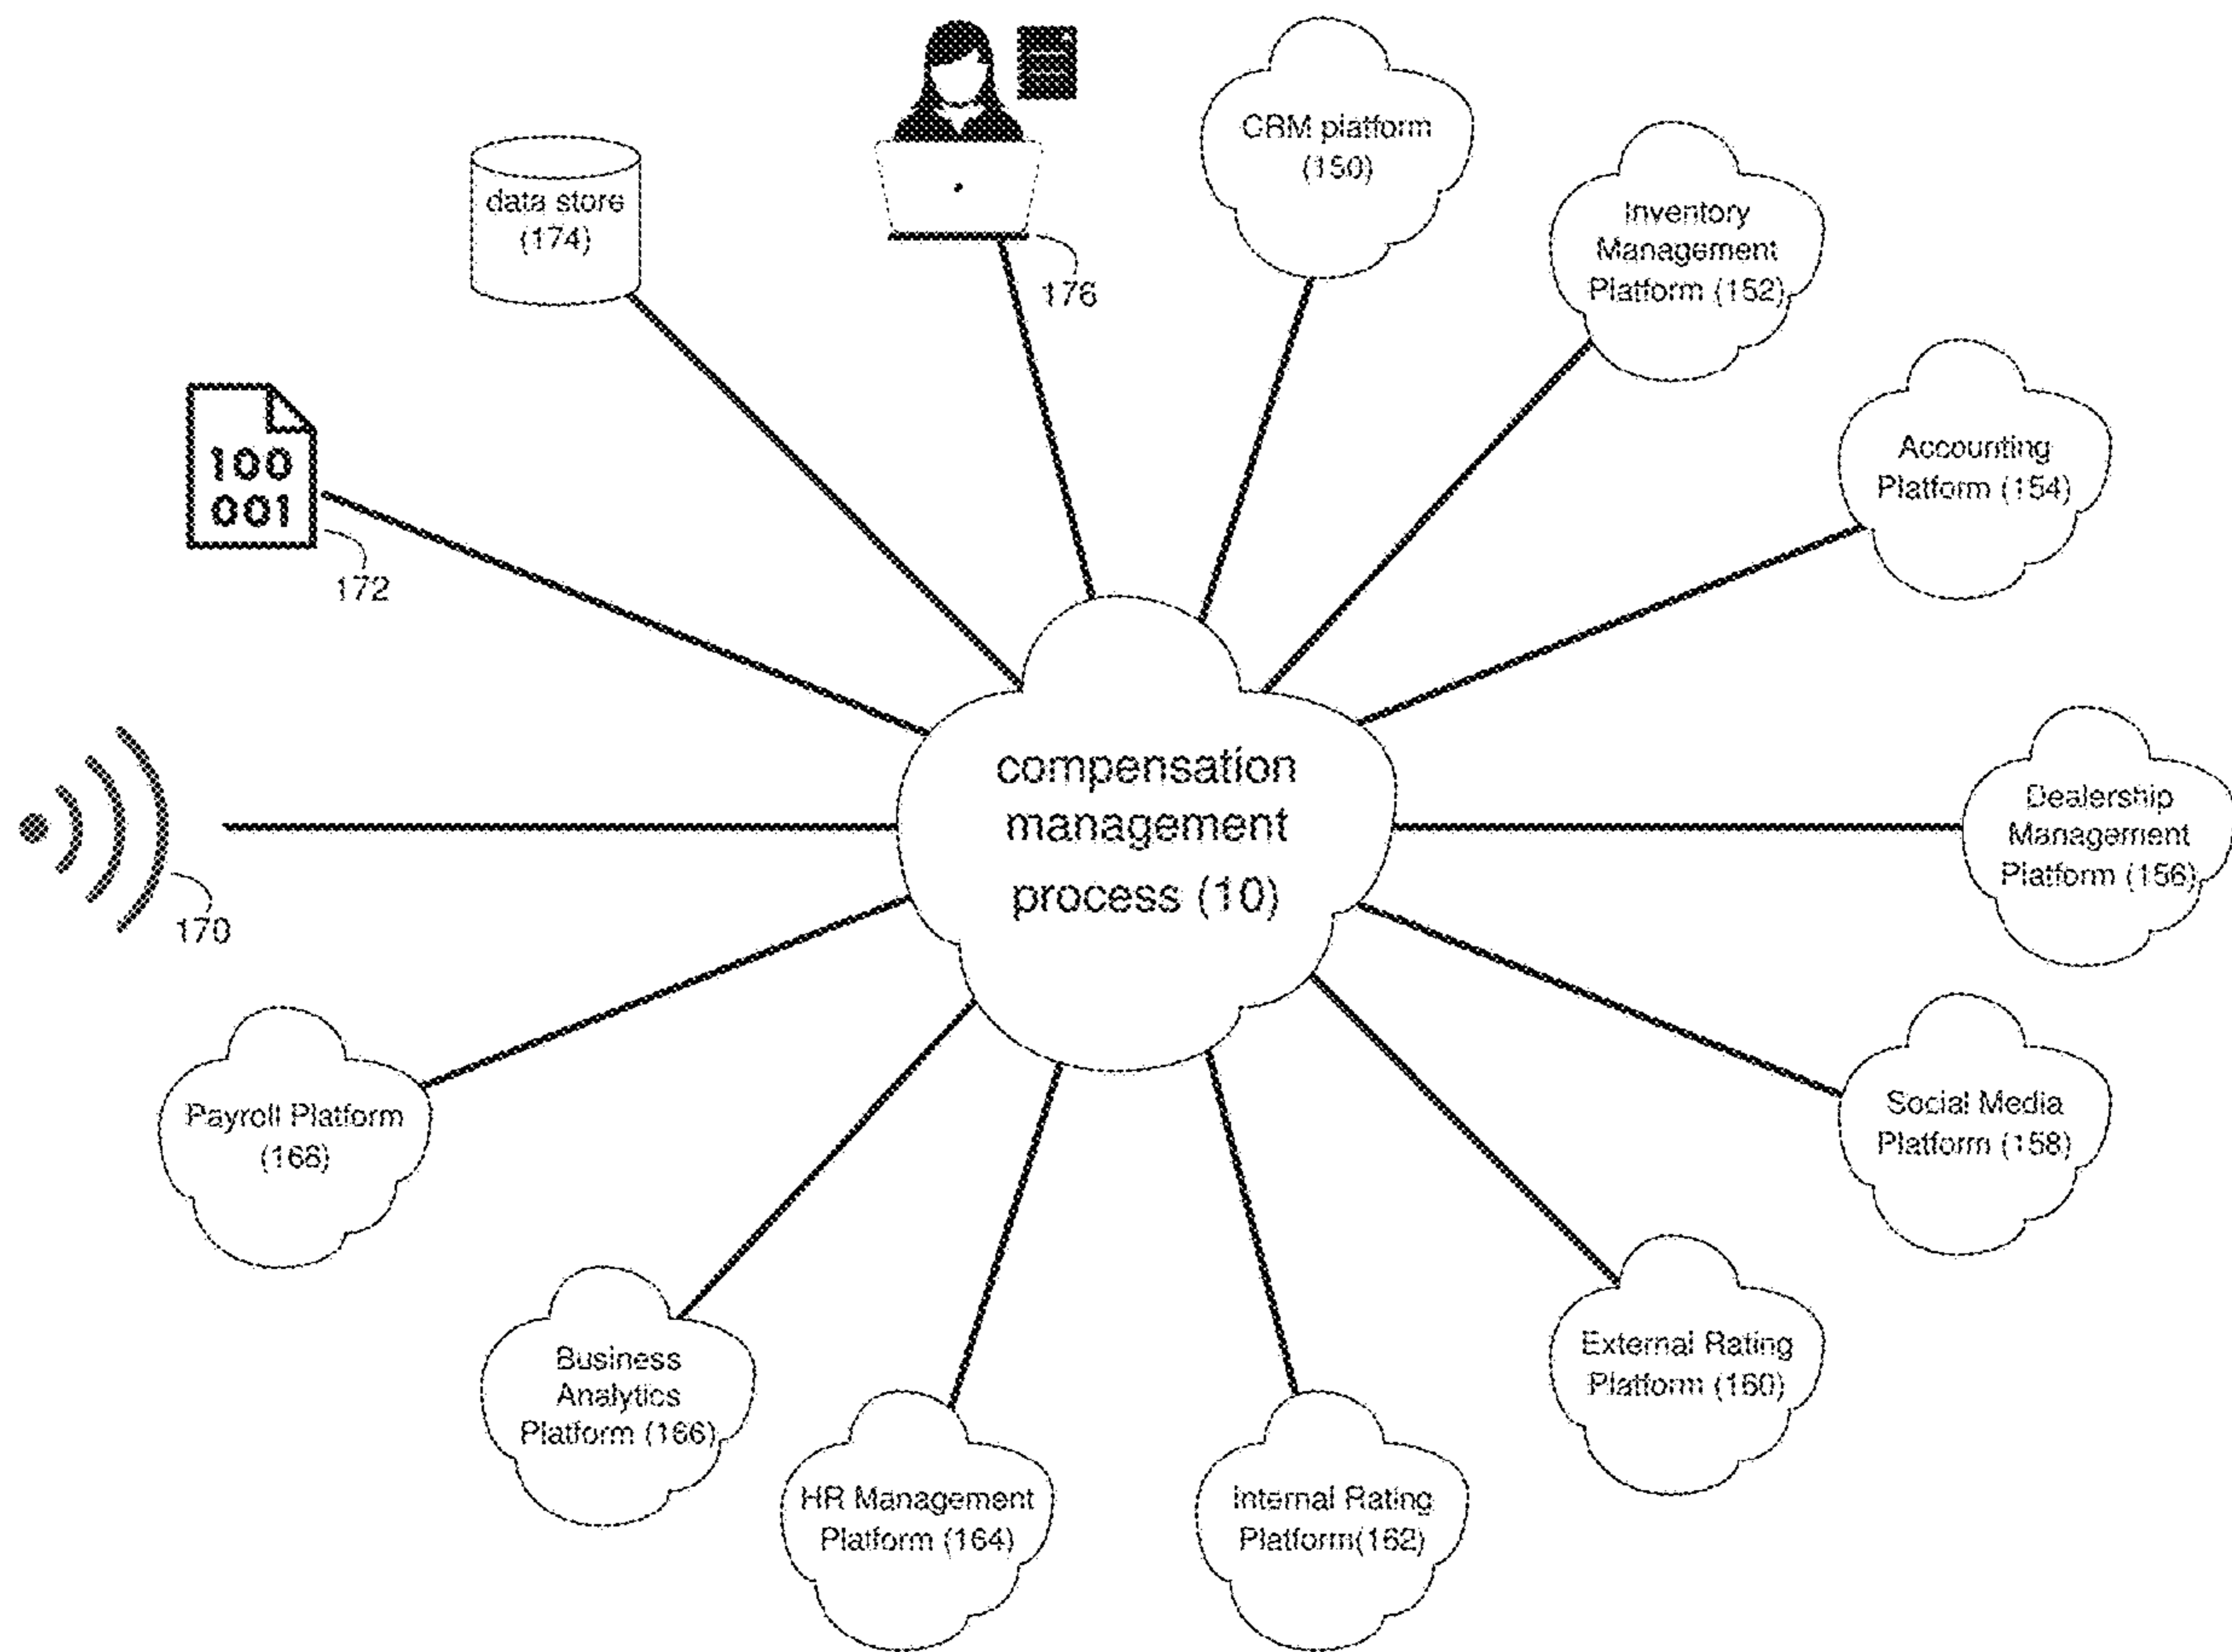 CRM platform
(150)
data store
(174)
Inventory
Management
Platform (152)
176
100
001
172
Accounting
Platform (154)
compensation
management
process (10)
Dealership
Management
Platform (156)
170
Payroll Platform
(168)
Social Media
Platform (158)
Business
Analytics
Platform (166)
External Rating
Platform (160)
HR Management
Platform (164)
Internal Rating
Platform(162)